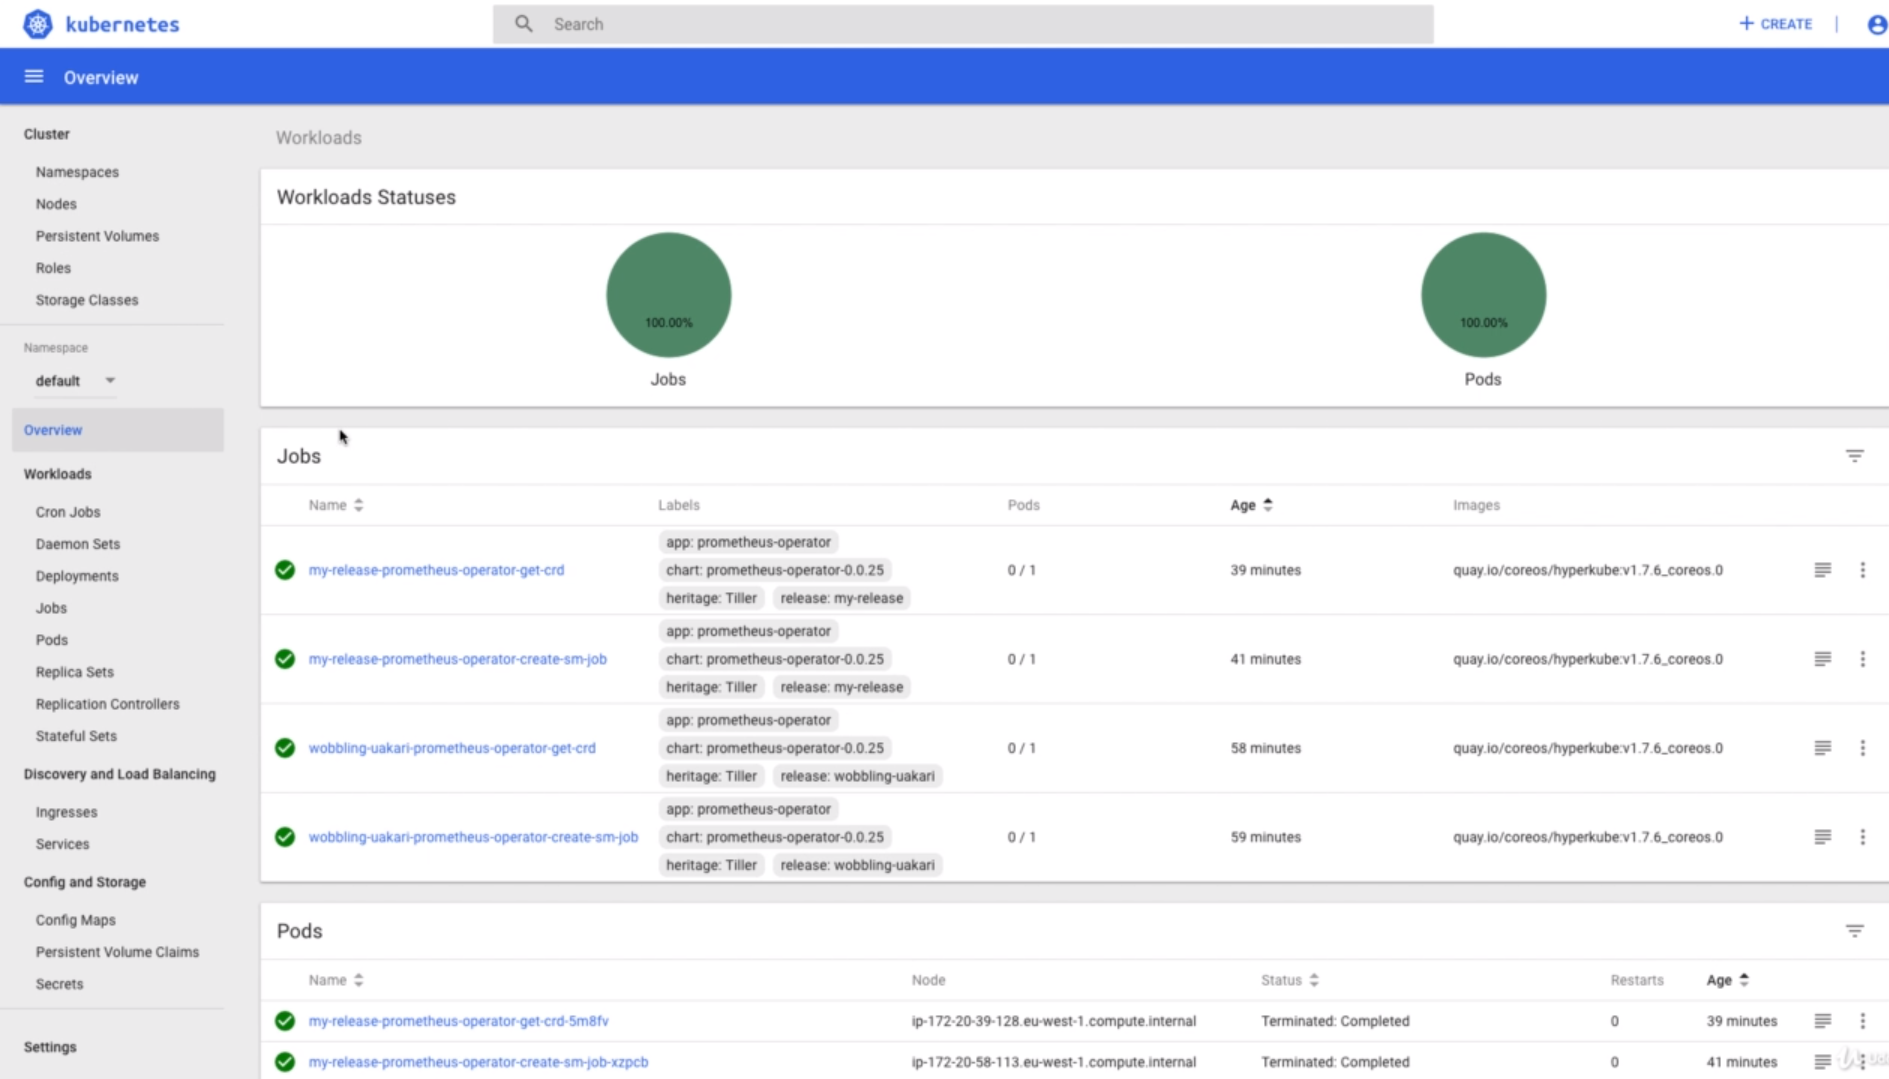 kubernetes
Search
+ CREATE
Overview
Cluster
Namespaces
Nodes
Persistent Volumes
Roles
Storage Classes
Namespace
default
Overview
Workloads
Cron Jobs
Daemon Sets
Deployments
Jobs
Pods
Replica Sets
Replication Controllers
Stateful Sets
Discovery and Load Balancing
Ingresses
Services
Config and Storage
Config Maps
Persistent Volume Claims
Secrets
Settings
Workloads
Workloads Statuses
100.00%
Jobs
100.00%
Pods
Jobs
Name Labels Pods Age Images
app: prometheus-operator
my-release-prometheus-operator-get-crd chart: prometheus-operator-0.0.25 0 / 1 39 minutes quay.io/coreos/hyperkube:v1.7.6_coreos.0
heritage: Tiller release: my-release
app: prometheus-operator
my-release-prometheus-operator-create-sm-job chart: prometheus-operator-0.0.25 0 / 1 41 minutes quay.io/coreos/hyperkube:v1.7.6_coreos.0
heritage: Tiller release: my-release
app: prometheus-operator
wobbling-uakari-prometheus-operator-get-crd chart: prometheus-operator-0.0.25 0 / 1 58 minutes quay.io/coreos/hyperkube:v1.7.6_coreos.0
heritage: Tiller release: wobbling-uakari
app: prometheus-operator
wobbling-uakari-prometheus-operator-create-sm-job chart: prometheus-operator-0.0.25 0 / 1 59 minutes quay.io/coreos/hyperkube:v1.7.6_coreos.0
heritage: Tiller release: wobbling-uakari
Pods
Name Node Status Restarts Age
my-release-prometheus-operator-get-crd-5m8fv ip-172-20-39-128.eu-west-1.compute.internal Terminated: Completed 0 39 minutes
my-release-prometheus-operator-create-sm-job-xzpcb ip-172-20-58-113.eu-west-1.compute.internal Terminated: Completed 0 41 minutes